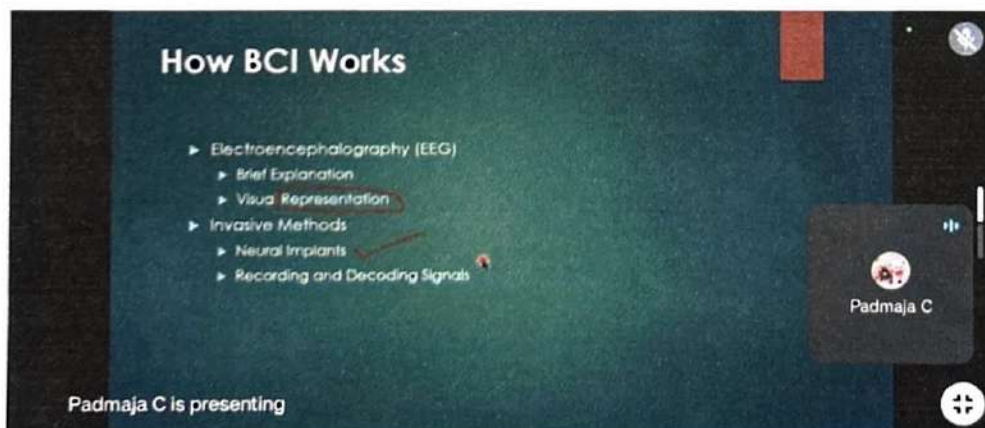 How BCI Works
Electroencephalography (EEG)
Brief Explanation
Visual Representation
Invasive Methods
Neural Implants
Recording and Decoding Signals
Padmaja C
Padmaja C is presenting